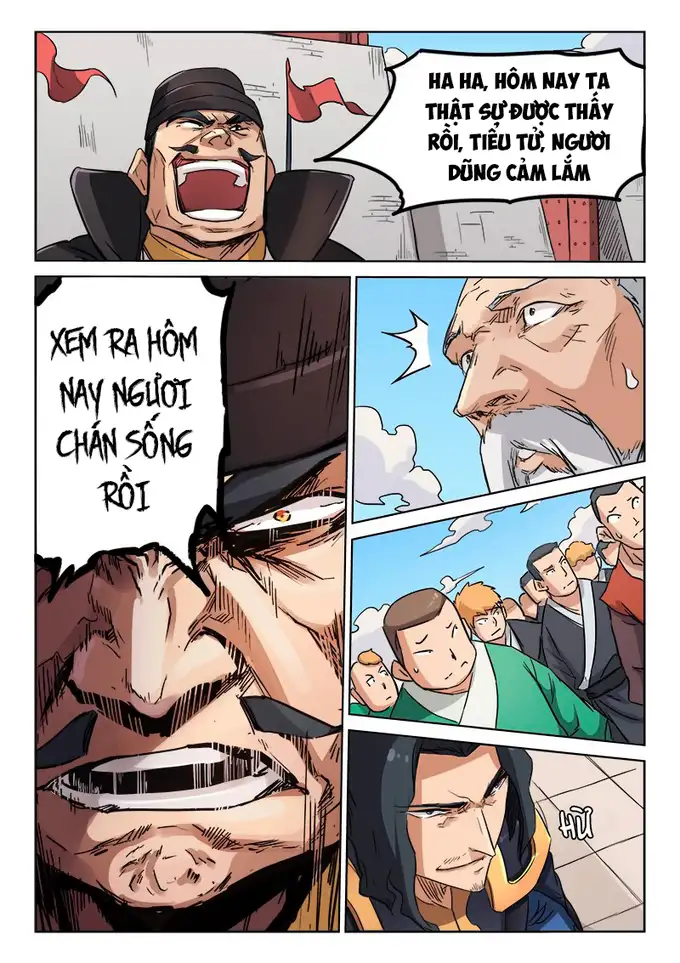 HA HA, HÔM NAY TA
THẬT SỰ ĐƯỢC THẤY
RỒI, TIỂU TỬ, NGƯƠI
DŨNG CẢM LẮM
XEM RA HÔM
NAY NGƯƠI
CHÁN SỐNG
RỒI
HỪ